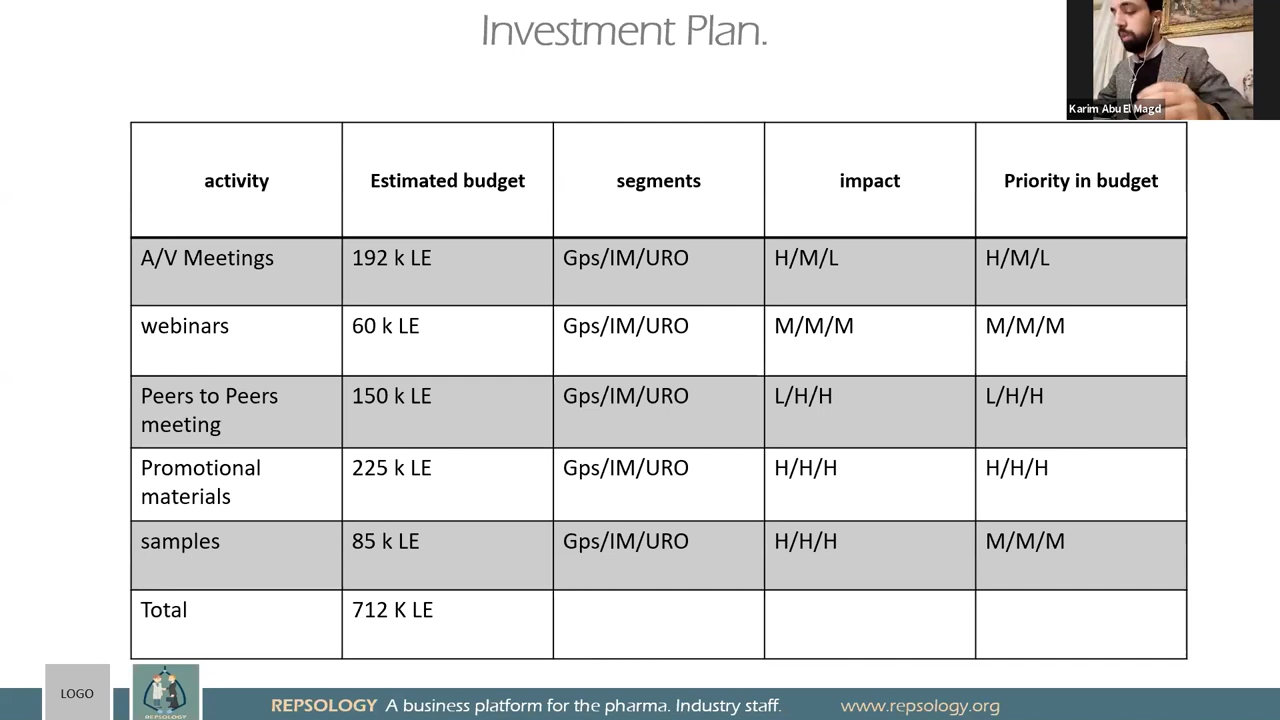 Investment Plan.
Karim Abu El Magd
activity Estimated budget segments impact Priority in budget
A/V Meetings 192 k LE Gps/IM/URO H/M/L H/M/L
webinars 60 k LE Gps/IM/URO M/M/M M/M/M
Peers to Peers 150 k LE Gps/IM/URO L/H/H L/H/H
meeting
Promotional 225 k LE Gps/IM/URO H/H/H H/H/H
materials
samples 85 k LE Gps/IM/URO H/H/H M/M/M
Total 712 K LE
LOGO
REPSOLOGY
REPSOLOGY A business platform for the pharma. Industry staff. www.repsology.org